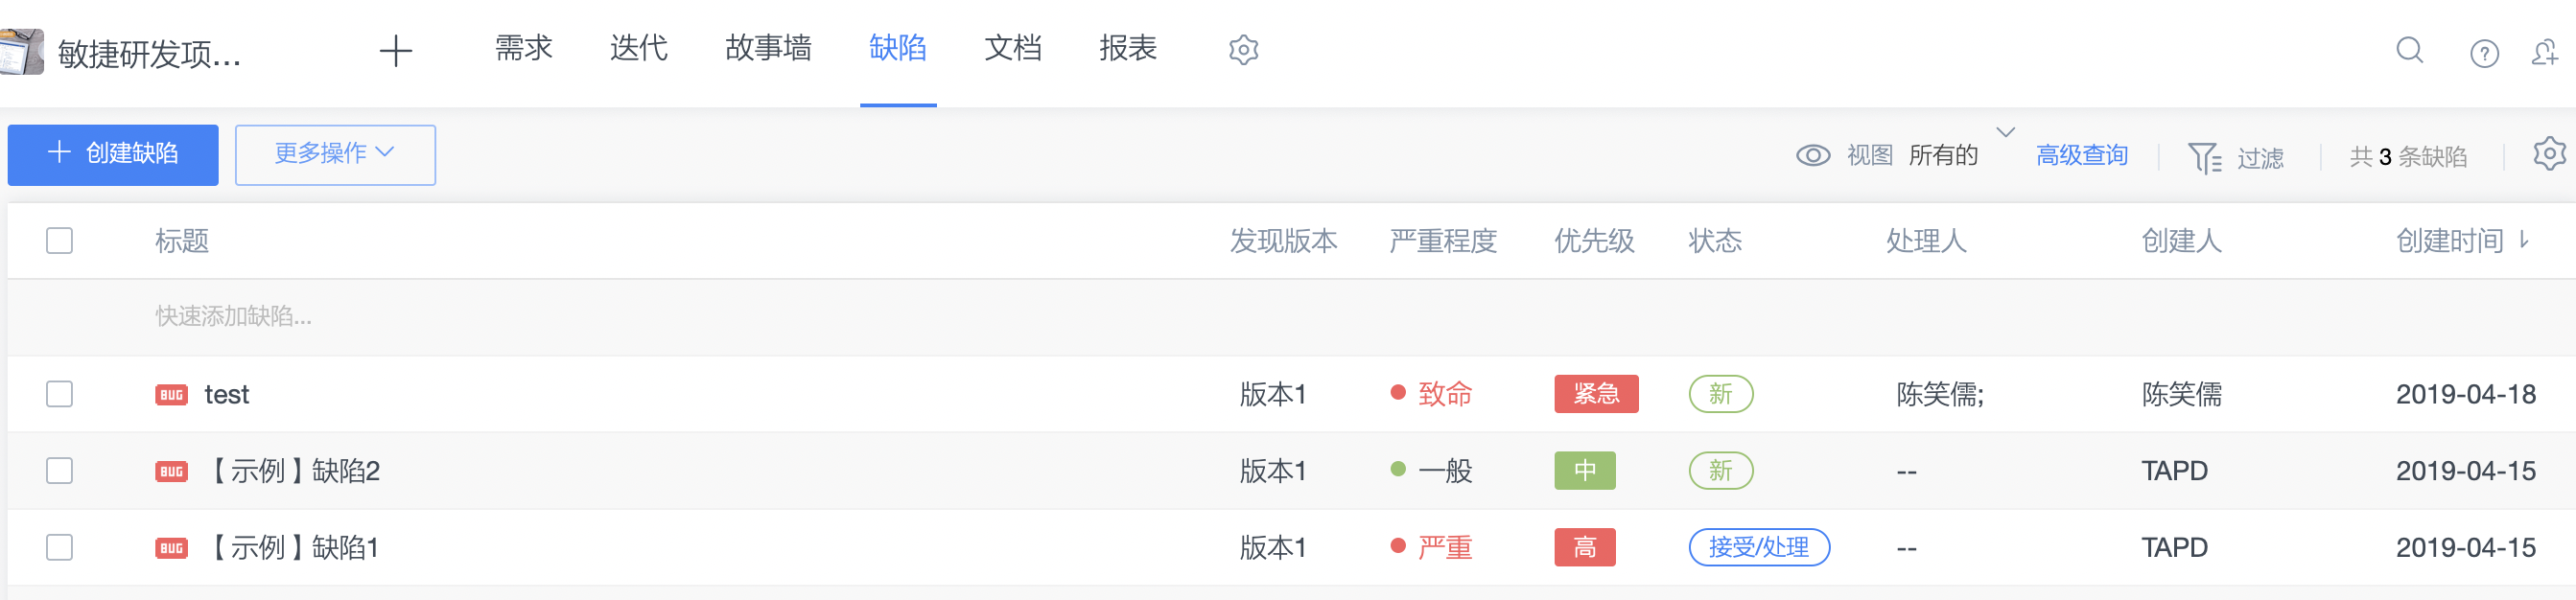 敏捷研发项... 需求 迭代 故事墙 缺陷 文档 报表
创建缺陷 更多操作 视图 所有的 高级查询 过滤 共 3 条缺陷
标题 发现版本 严重程度 优先级 状态 处理人 创建人 创建时间
快速添加缺陷...
BUG test 版本1 致命 紧急 新 陈笑儒; 陈笑儒 2019-04-18
BUG 【示例】缺陷2 版本1 一般 中 新 -- TAPD 2019-04-15
BUG 【示例】缺陷1 版本1 严重 高 接受/处理 -- TAPD 2019-04-15